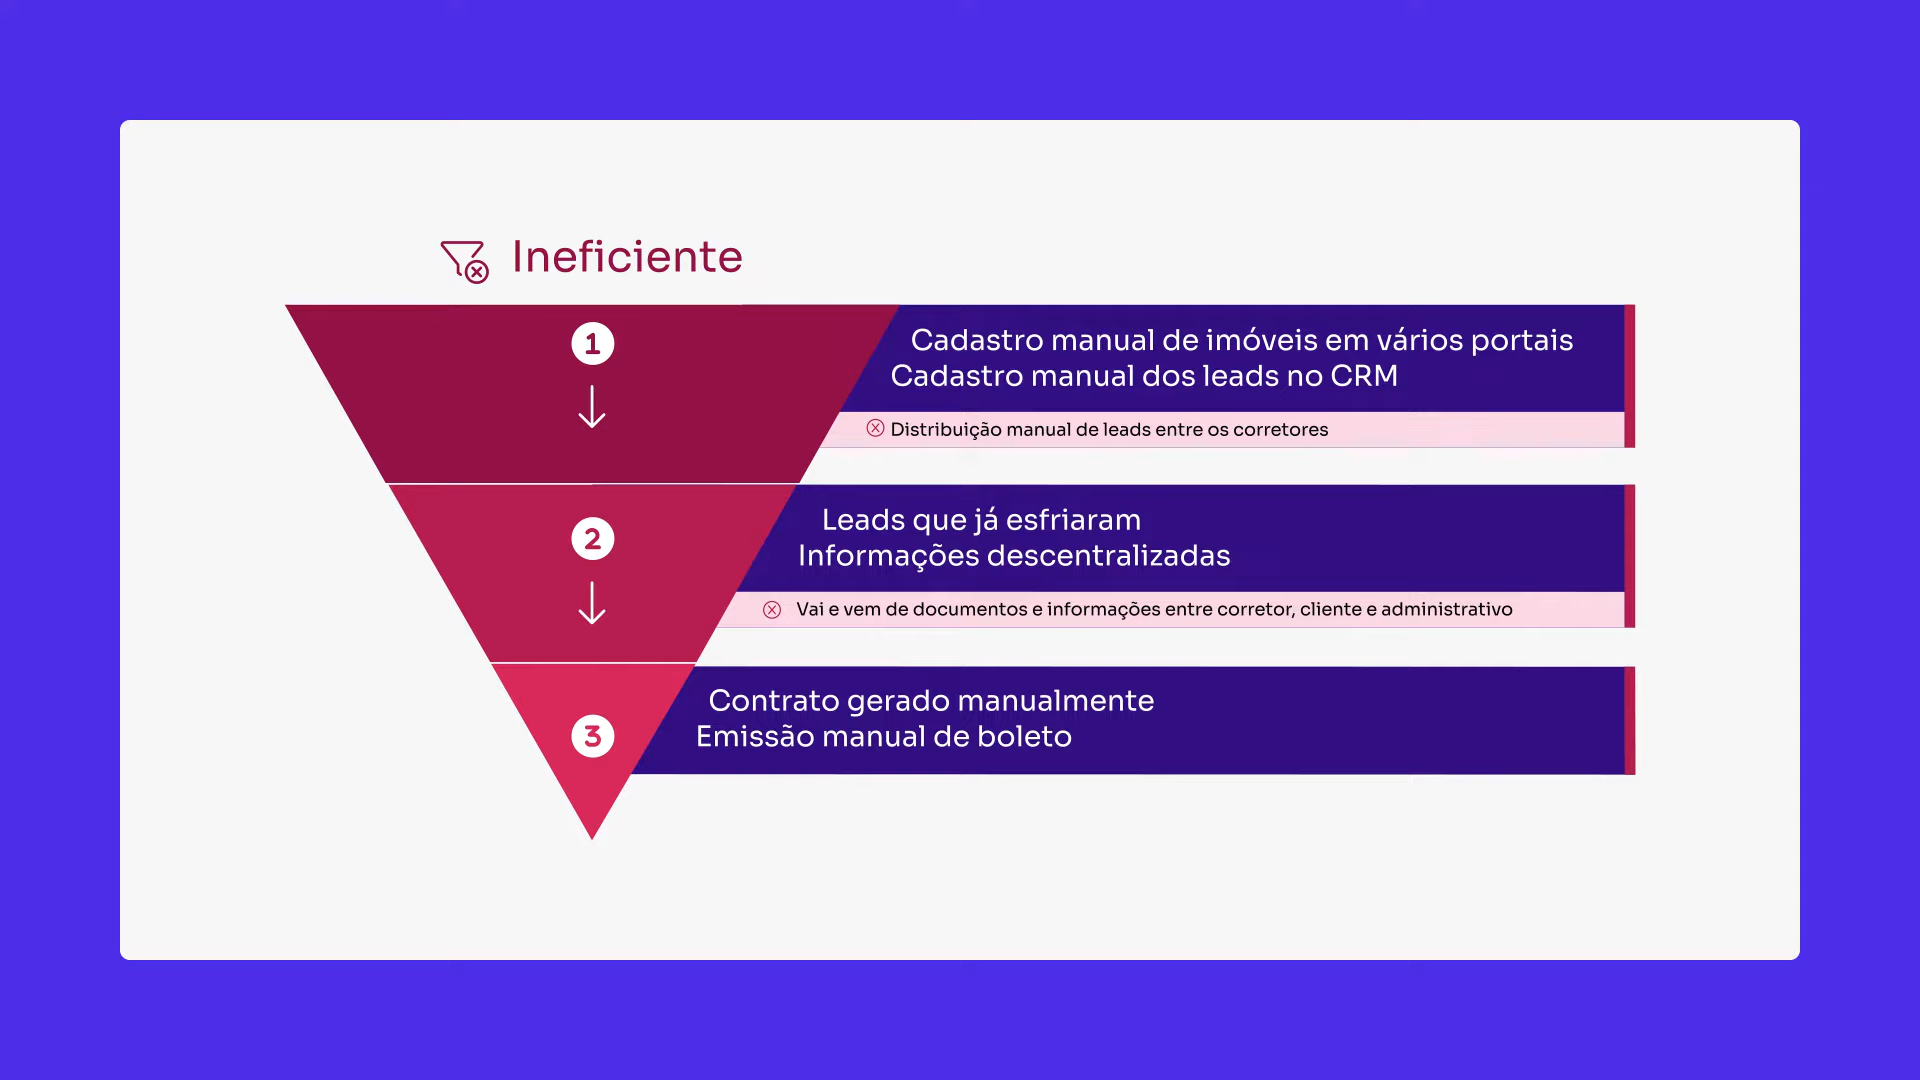 Ineficiente
1
Cadastro manual de imóveis em vários portais
Cadastro manual dos leads no CRM
Distribuição manual de leads entre os corretores
2
Leads que já esfriaram
Informações descentralizadas
Vai e vem de documentos e informações entre corretor, cliente e administrativo
3
Contrato gerado manualmente
Emissão manual de boleto